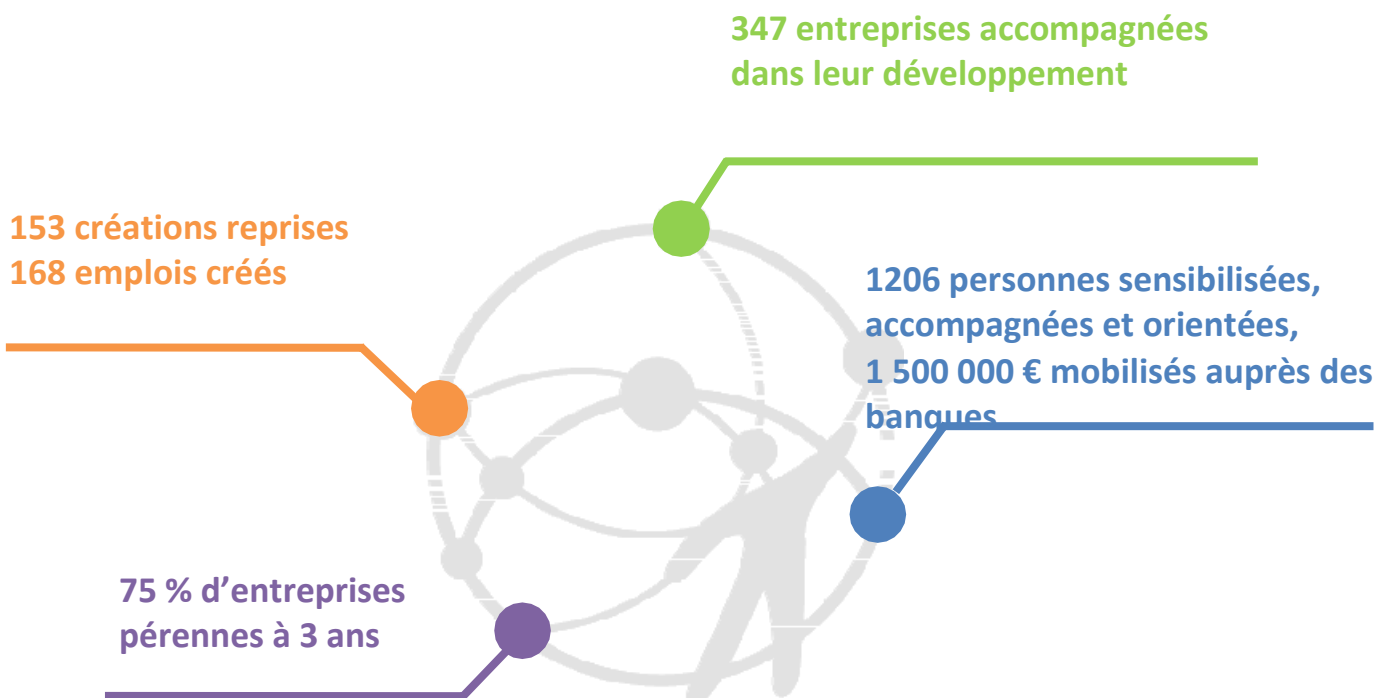 347 entreprises accompagnées
dans leur développement
153 créations reprises
168 emplois créés
1206 personnes sensibilisées,
accompagnées et orientées,
1 500 000 € mobilisés auprès des
banques
75 % d’entreprises
pérennes à 3 ans